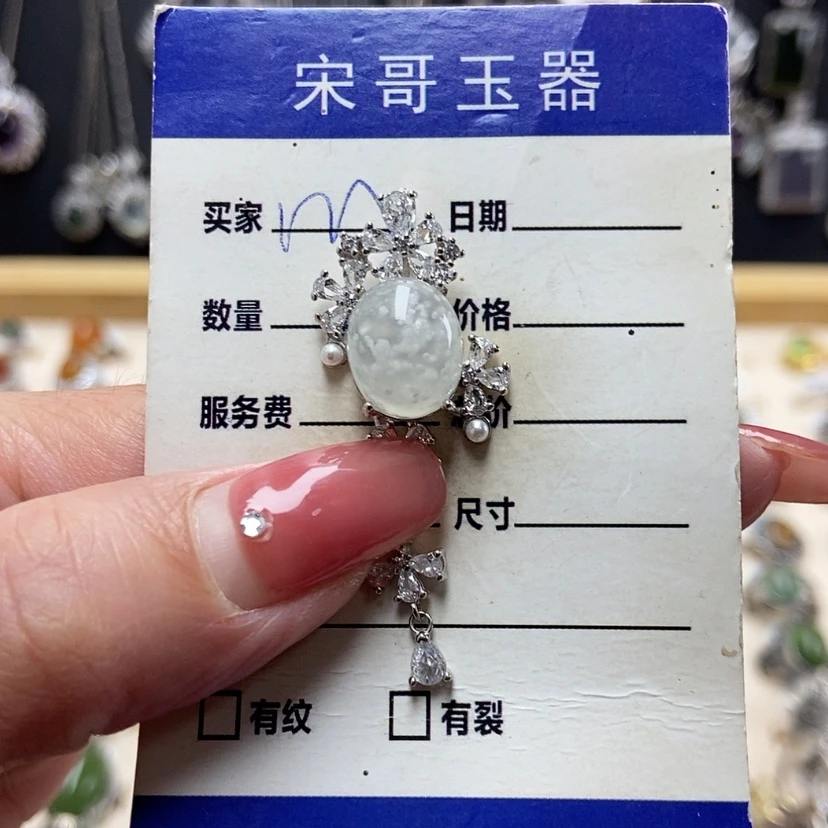 宋哥玉器
买家 m 日期
数量 价格
服务费 价
尺寸
有纹 有裂